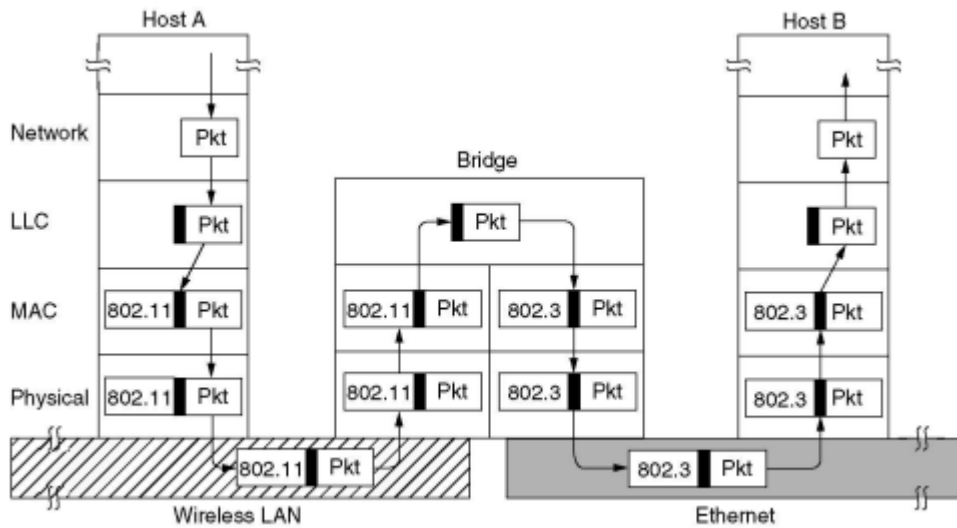 Host A
Host B
Network
Pkt
Pkt
Bridge
LLC
Pkt
Pkt
Pkt
MAC
802.11 Pkt
802.11 Pkt
802.3 Pkt
802.3 Pkt
Physical
802.11 Pkt
802.11 Pkt
802.3 Pkt
802.3 Pkt
802.11 Pkt
802.3 Pkt
Wireless LAN
Ethernet